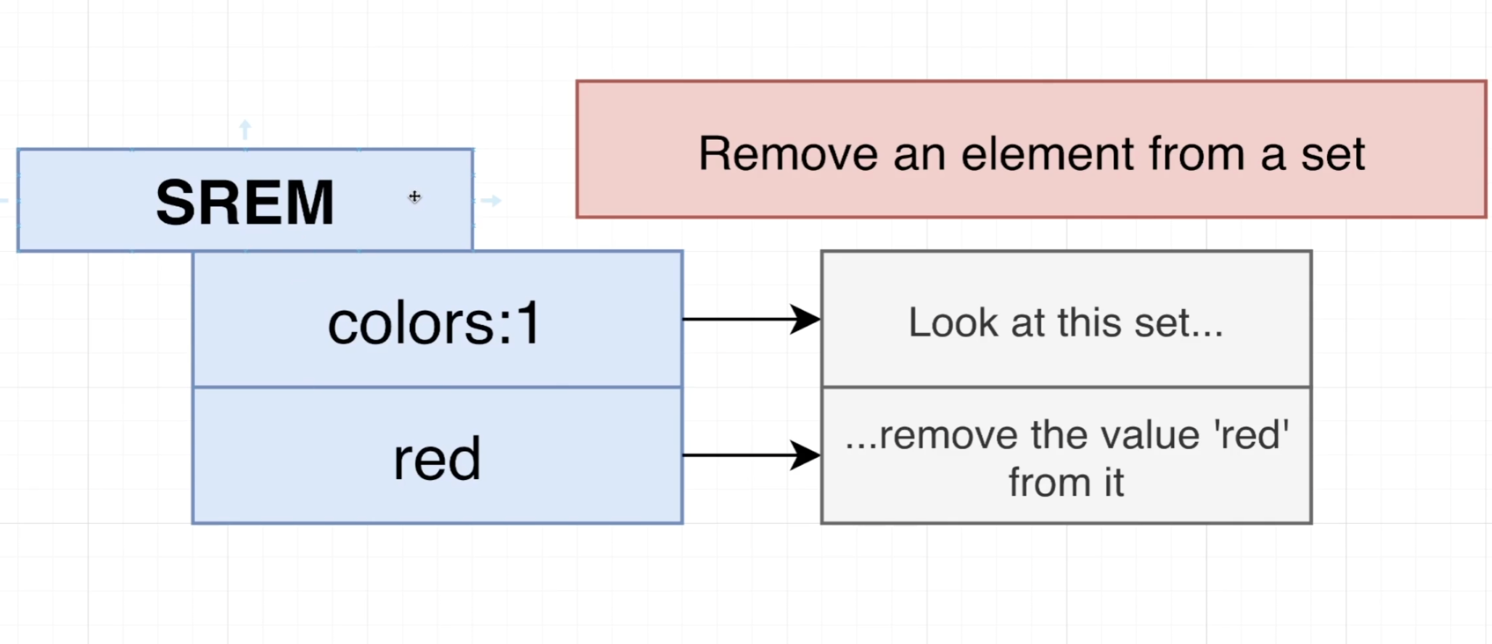 Remove an element from a set
SREM
colors:1
Look at this set...
red
...remove the value 'red'
from it